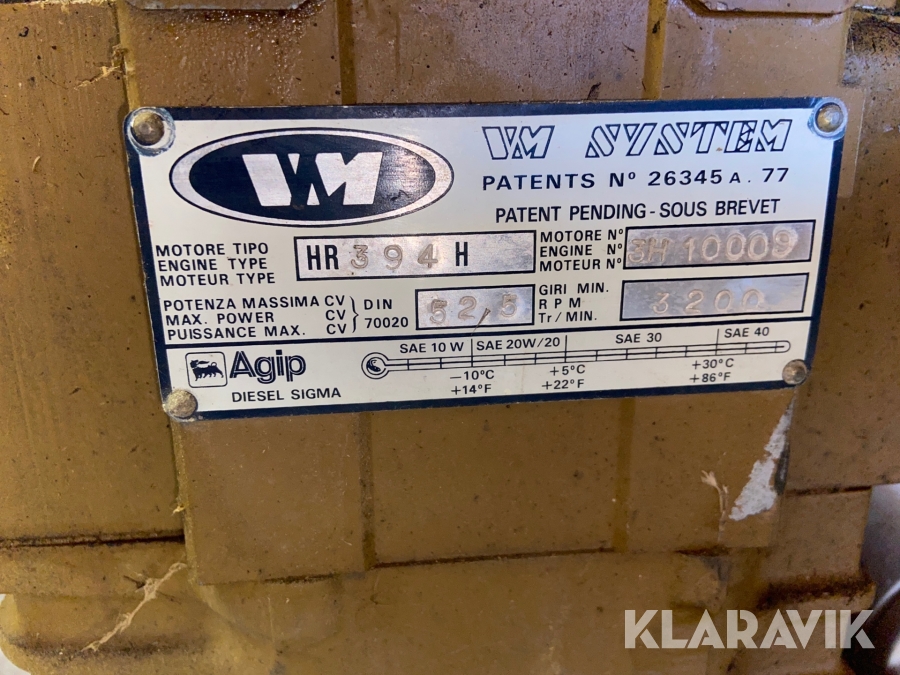 VM
VM SYSTEM
PATENTS Nº 26345 A. 77
PATENT PENDING - SOUS BREVET
MOTORE TIPO
ENGINE TYPE
MOTEUR TYPE
HR 394 H
MOTORE Nº
ENGINE Nº
MOTEUR Nº
3H 10009
POTENZA MASSIMA CV
MAX. POWER CV
PUISSANCE MAX. CV
DIN
70020
52,5
GIRI MIN.
R P M
Tr/MIN.
3200
Agip
DIESEL SIGMA
SAE 10 W SAE 20W/20 SAE 30 SAE 40
-10°C +5°C +30°C
+14°F +22°F +86°F
KLARAVIK